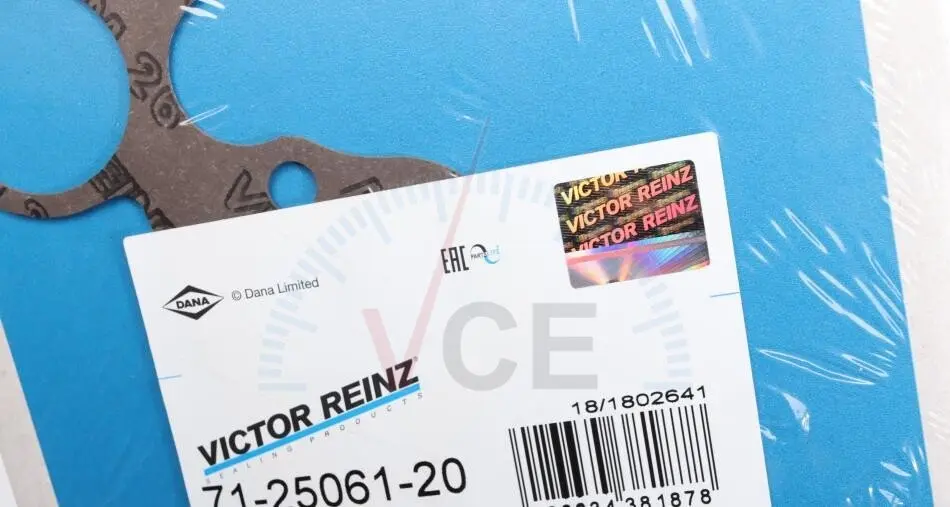 VICTOR REINZ
VICTOR REINZ
VICTOR REINZ
EAC
DANA
© Dana Limited
VCE
VICTOR REINZ
SEALING PRODUCTS
71-25061-20
18/1802641
381878